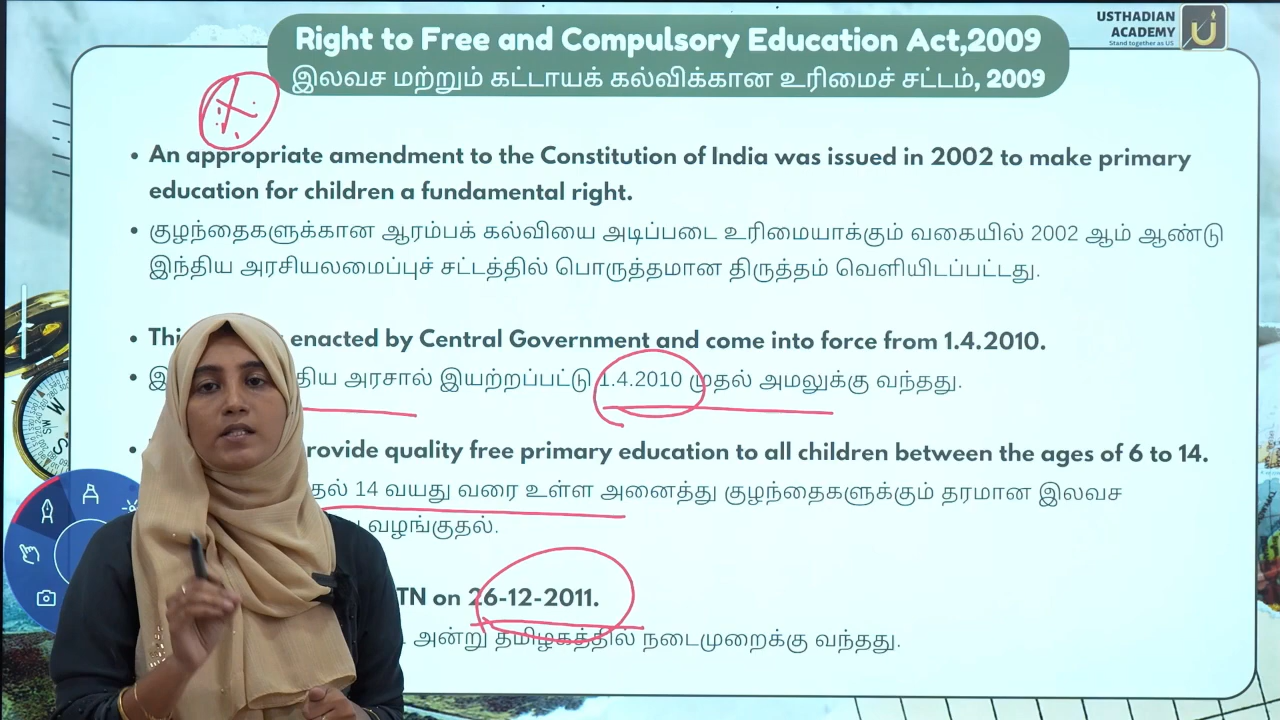 USTHADIAN
ACADEMY
Stand together as US
Right to Free and Compulsory Education Act,2009
இலவச மற்றும் கட்டாயக் கல்விக்கான உரிமைச் சட்டம், 2009
• An appropriate amendment to the Constitution of India was issued in 2002 to make primary
education for children a fundamental right.
• குழந்தைகளுக்கான ஆரம்பக் கல்வியை அடிப்படை உரிமையாக்கும் வகையில் 2002 ஆம் ஆண்டு
இந்திய அரசியலமைப்புச் சட்டத்தில் பொருத்தமான திருத்தம் வெளியிடப்பட்டது.
• enacted by Central Government and come into force from 1.4.2010.
• அரசால் இயற்றப்பட்டு 1.4.2010 முதல் அமலுக்கு வந்தது.
• quality free primary education to all children between the ages of 6 to 14.
14 வயது வரை உள்ள அனைத்து குழந்தைகளுக்கும் தரமான இலவச
வழங்குதல்.
TN on 26-12-2011.
அன்று தமிழகத்தில் நடைமுறைக்கு வந்தது.